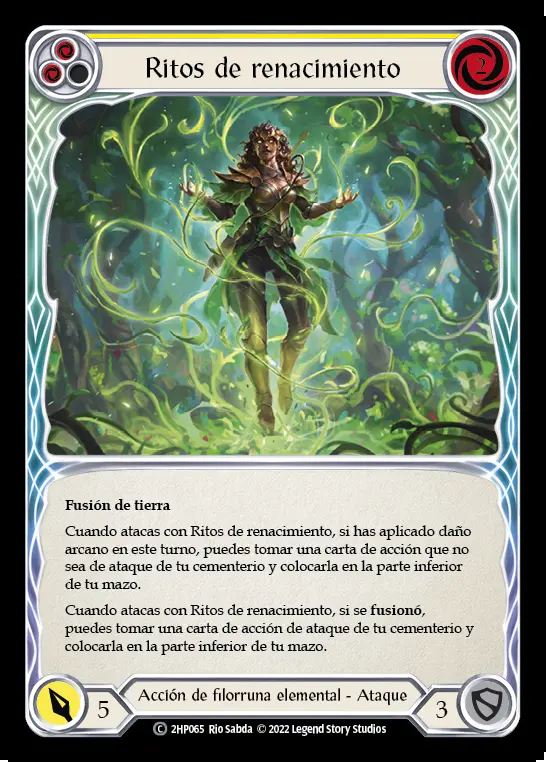 Ritos de renacimiento
2
Fusión de tierra
Cuando atacas con Ritos de renacimiento, si has aplicado daño
arcano en este turno, puedes tomar una carta de acción que no
sea de ataque de tu cementerio y colocarla en la parte inferior
de tu mazo.
Cuando atacas con Ritos de renacimiento, si se fusionó,
puedes tomar una carta de acción de ataque de tu cementerio y
colocarla en la parte inferior de tu mazo.
5
Acción de filorruna elemental - Ataque
3
C 2HP065 Rio Sabda © 2022 Legend Story Studios